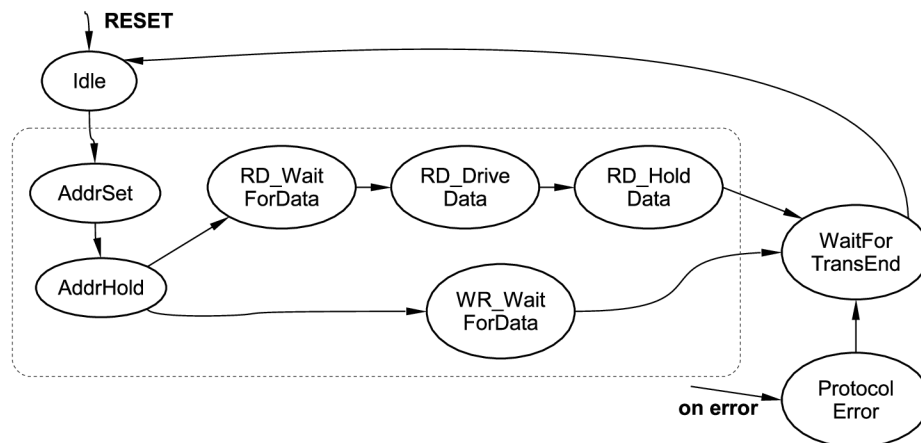 RESET
Idle
AddrSet
RD_Wait
ForData
RD_Drive
Data
RD_Hold
Data
AddrHold
WR_Wait
ForData
WaitFor
TransEnd
on error
Protocol
Error